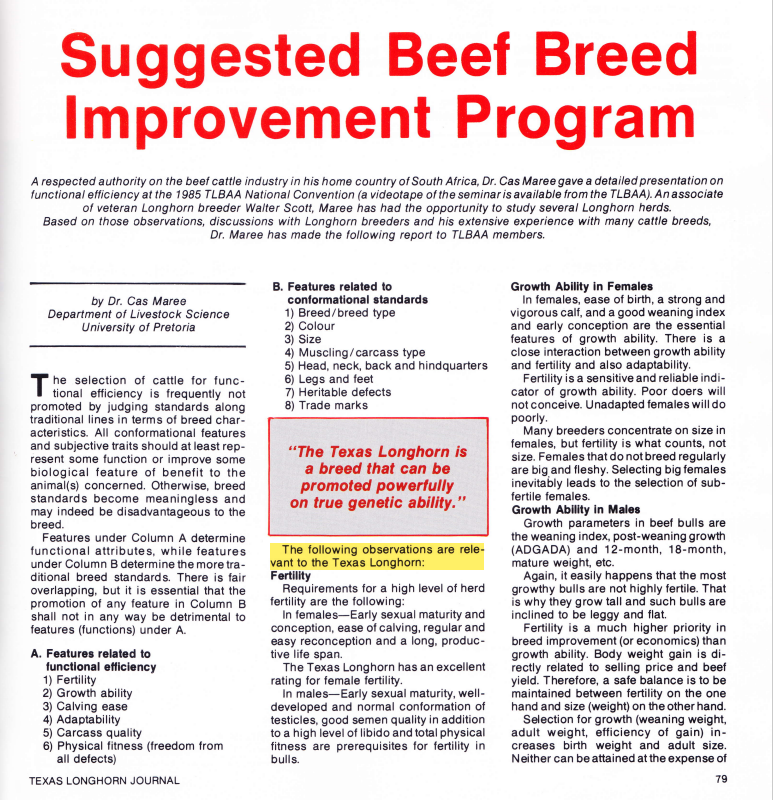 Suggested Beef Breed
Improvement Program
A respected authority on the beef cattle industry in his home country of South Africa, Dr. Cas Maree gave a detailed presentation on
functional efficiency at the 1985 TLBAA National Convention (a videotape of the seminar is available from the TLBAA). An associate
of veteran Longhorn breeder Walter Scott, Maree has had the opportunity to study several Longhorn herds.
Based on those observations, discussions with Longhorn breeders and his extensive experience with many cattle breeds,
Dr. Maree has made the following report to TLBAA members.
by Dr. Cas Maree
Department of Livestock Science
University of Pretoria
The selection of cattle for func-
tional efficiency is frequently not
promoted by judging standards along
traditional lines in terms of breed char-
acteristics. All conformational features
and subjective traits should at least rep-
resent some function or improve some
biological feature of benefit to the
animal(s) concerned. Otherwise, breed
standards become meaningless and
may indeed be disadvantageous to the
breed.
Features under Column A determine
functional attributes, while features
under Column B determine the more tra-
ditional breed standards. There is fair
overlapping, but it is essential that the
promotion of any feature in Column B
shall not in any way be detrimental to
features (functions) under A.
A. Features related to
functional efficiency
1) Fertility
2) Growth ability
3) Calving ease
4) Adaptability
5) Carcass quality
6) Physical fitness (freedom from
all defects)
B. Features related to
conformational standards
1) Breed/breed type
2) Colour
3) Size
4) Muscling/carcass type
5) Head, neck, back and hindquarters
6) Legs and feet
7) Heritable defects
8) Trade marks
"The Texas Longhorn is
a breed that can be
promoted powerfully
on true genetic ability."
The following observations are rele-
vant to the Texas Longhorn:
Fertility
Requirements for a high level of herd
fertility are the following:
In females—Early sexual maturity and
conception, ease of calving, regular and
easy reconception and a long, produc-
tive life span.
The Texas Longhorn has an excellent
rating for female fertility.
In males—Early sexual maturity, well-
developed and normal conformation of
testicles, good semen quality in addition
to a high level of libido and total physical
fitness are prerequisites for fertility in
bulls.
Growth Ability in Females
In females, ease of birth, a strong and
vigorous calf, and a good weaning index
and early conception are the essential
features of growth ability. There is a
close interaction between growth ability
and fertility and also adaptability.
Fertility is a sensitive and reliable indi-
cator of growth ability. Poor doers will
not conceive. Unadapted females will do
poorly.
Many breeders concentrate on size in
females, but fertility is what counts, not
size. Females that do not breed regularly
are big and fleshy. Selecting big females
inevitably leads to the selection of sub-
fertile females.
Growth Ability in Males
Growth parameters in beef bulls are
the weaning index, post-weaning growth
(ADGADA) and 12-month, 18-month,
mature weight, etc.
Again, it easily happens that the most
growthy bulls are not highly fertile. That
is why they grow tall and such bulls are
inclined to be leggy and flat.
Fertility is a much higher priority in
breed improvement (or economics) than
growth ability. Body weight gain is di-
rectly related to selling price and beef
yield. Therefore, a safe balance is to be
maintained between fertility on the one
hand and size (weight) on the other hand.
Selection for growth (weaning weight,
adult weight, efficiency of gain) in-
creases birth weight and adult size.
Neither can be attained at the expense of
TEXAS LONGHORN JOURNAL
79